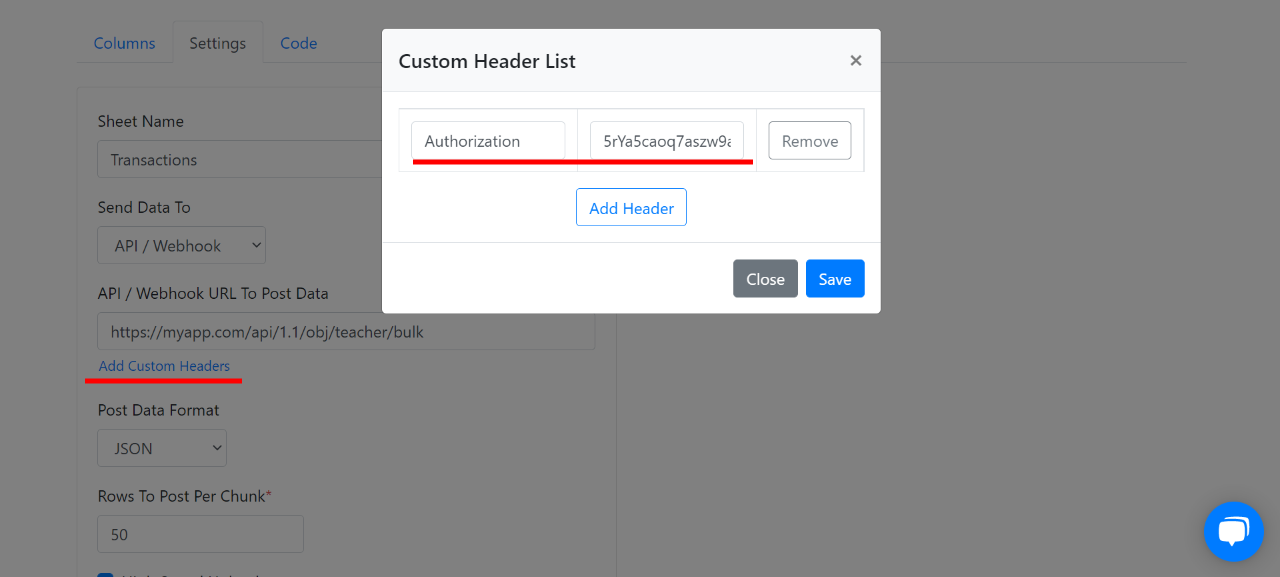 Columns Settings Code
Custom Header List ×
Sheet Name
Authorization 5rYa5caoq7aszw9a Remove
Transactions
Send Data To
Add Header
API / Webhook
Close Save
API / Webhook URL To Post Data
https://myapp.com/api/1.1/obj/teacher/bulk
Add Custom Headers
Post Data Format
JSON
Rows To Post Per Chunk*
50